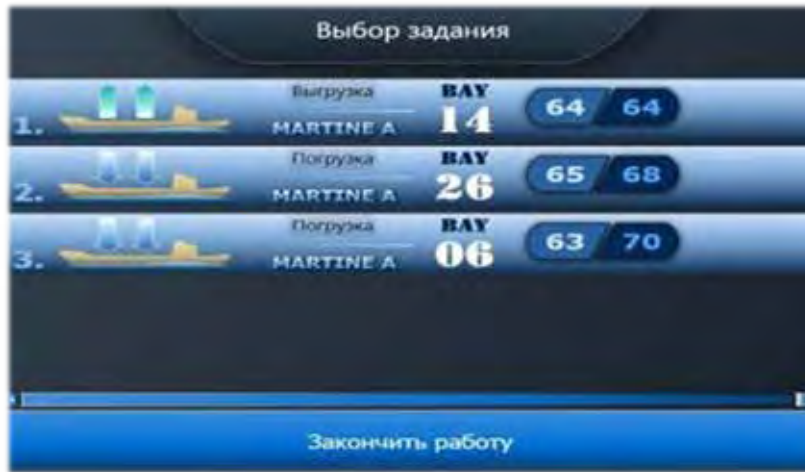 Выбор задания
1. Выгрузка BAY 64 64
MARTINE A 14
2. Погрузка BAY 65 68
MARTINE A 26
3. Погрузка BAY 63 70
MARTINE A 06
Закончить работу